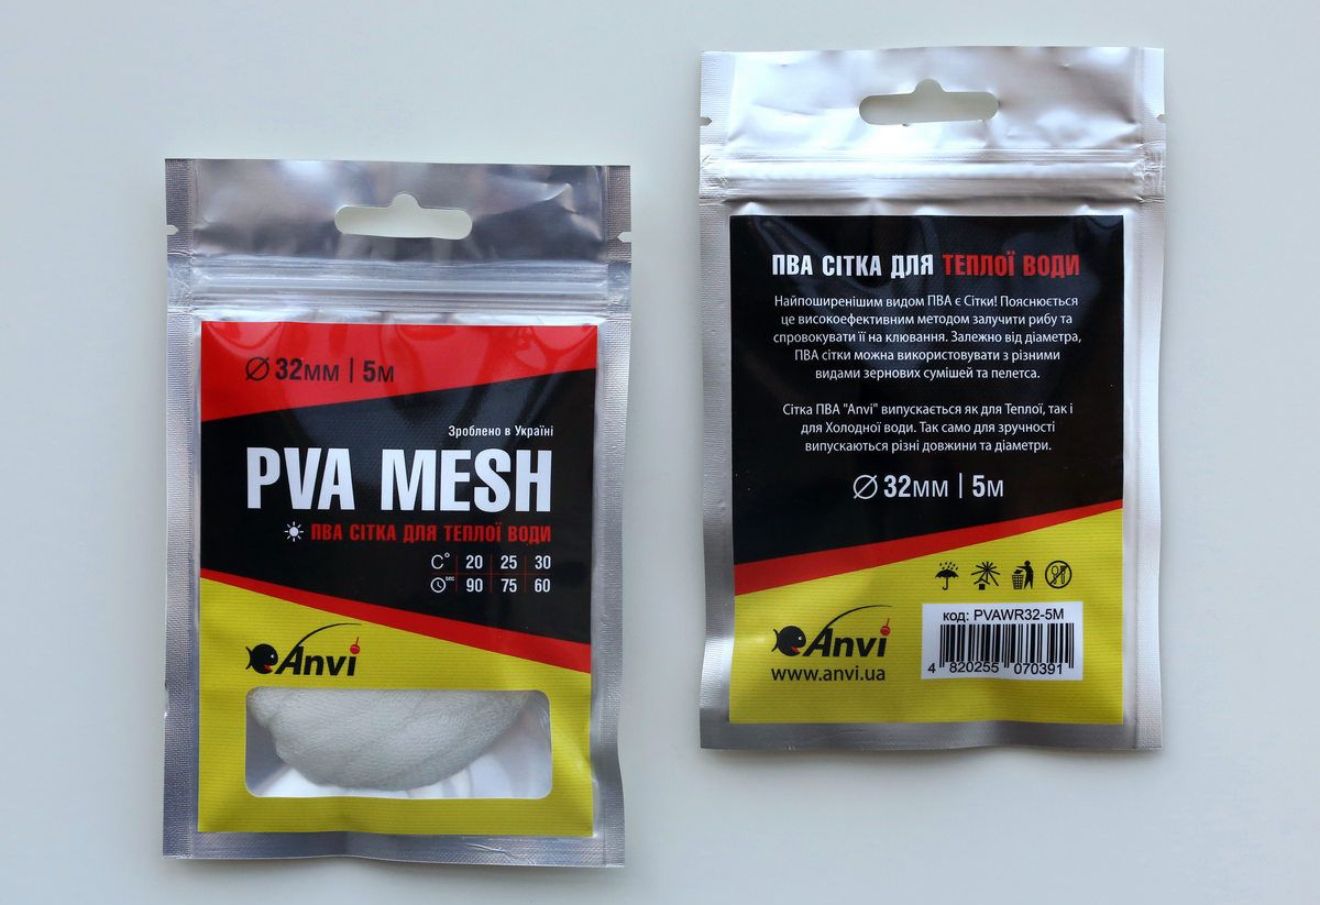 Ø 32мм | 5м
Зроблено в Україні
PVA MESH
ПВА СІТКА ДЛЯ ТЕПЛОЇ ВОДИ
C° 20 25 30
sec 90 75 60
Anvi
ПВА СІТКА ДЛЯ ТЕПЛОЇ ВОДИ
Найпоширенішим видом ПВА є Сітки! Пояснюється
це високоефективним методом залучити рибу та
спровокувати її на клювання. Залежно від діаметра,
ПВА сітки можна використовувати з різними
видами зернових сумішей та пелетса.
Сітка ПВА "Anvi" випускається як для Теплої, так і
для Холодної води. Так само для зручності
випускаються різні довжини та діаметри.
Ø 32мм | 5м
Anvi
www.anvi.ua
код: PVAWR32-5M
4 820255 070391